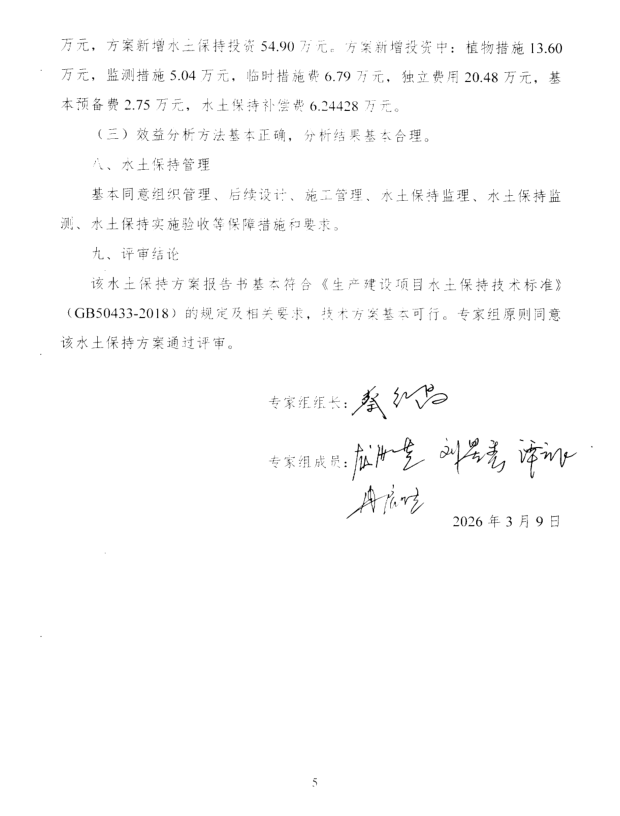 万元，方案新增水土保持投资 54.90 万元。方案新增投资中：植物措施 13.60
万元，监测措施 5.04 万元，临时措施费 6.79 万元，独立费用 20.48 万元，基
本预备费 2.75 万元，水土保持补偿费 6.24428 万元。
（三）效益分析方法基本正确，分析结果基本合理。
八、水土保持管理
基本同意组织管理、后续设计、施工管理、水土保持监理、水土保持监
测、水土保持实施验收等保障措施和要求。
九、评审结论
该水土保持方案报告书基本符合《生产建设项目水土保持技术标准》
（GB50433-2018）的规定及相关要求，技术方案基本可行。专家组原则同意
该水土保持方案通过评审。
专家组组长：
专家组成员：
2026 年 3 月 9 日
5